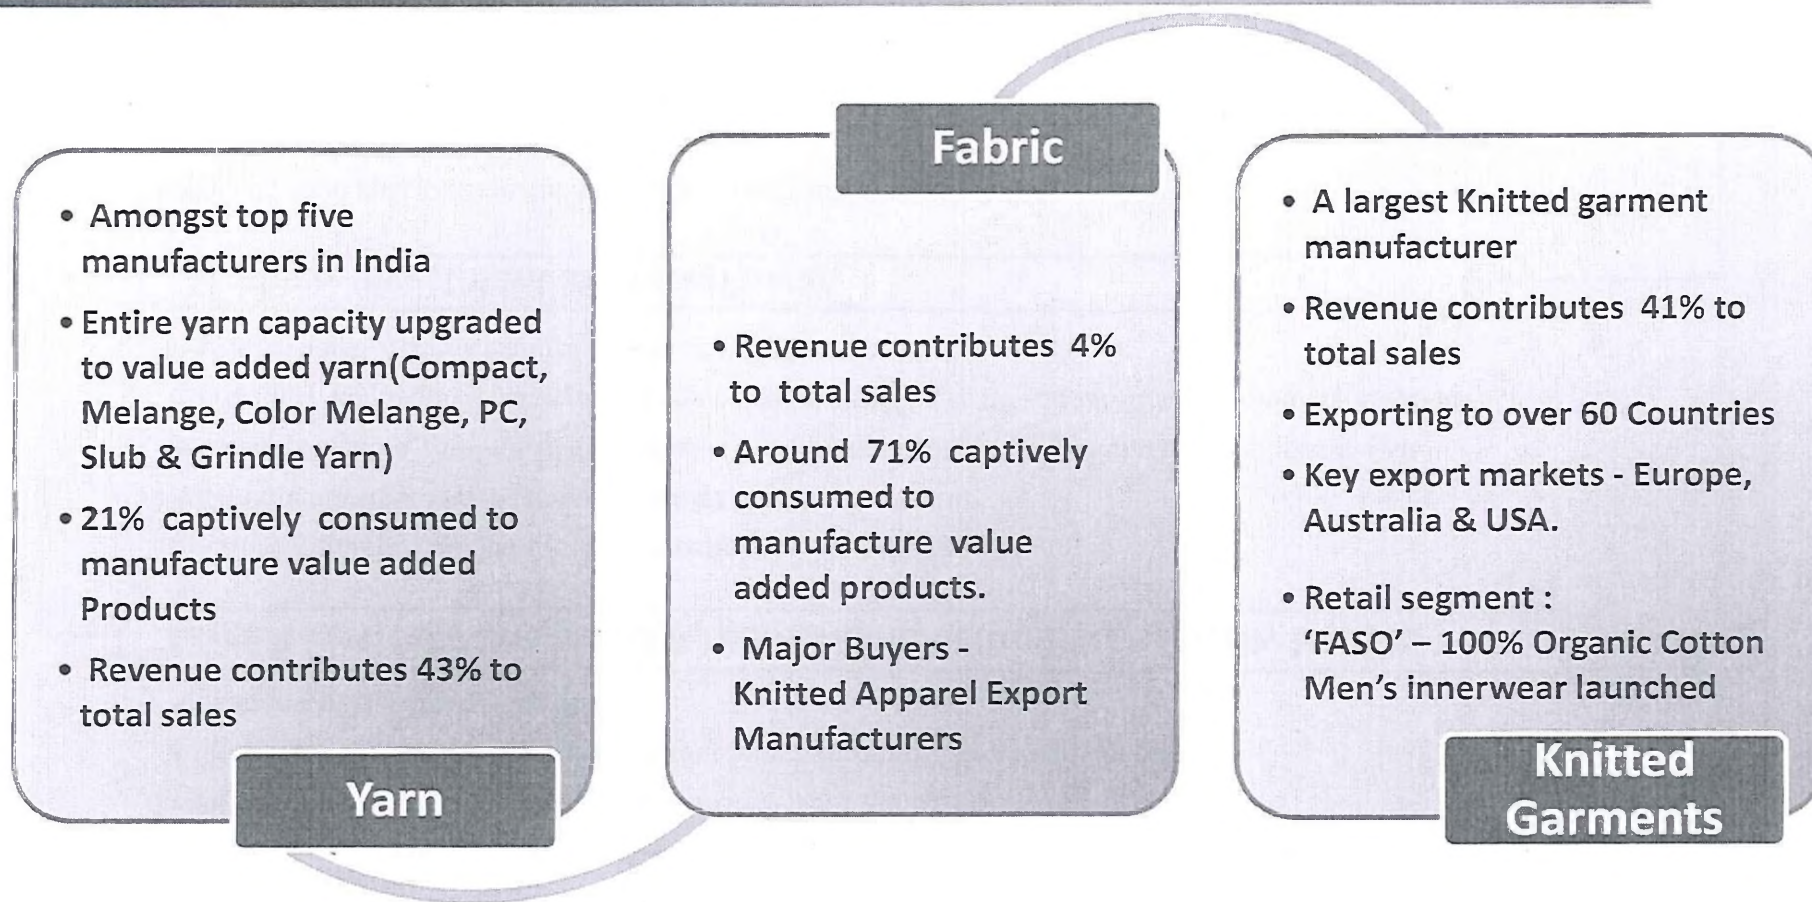 • Amongst top five
manufacturers in India
• Entire yarn capacity upgraded
to value added yarn(Compact,
Melange, Color Melange, PC,
Slub & Grindle Yarn)
• 21% captively consumed to
manufacture value added
Products
• Revenue contributes 43% to
total sales
Yarn
Fabric
• Revenue contributes 4%
to total sales
• Around 71% captively
consumed to
manufacture value
added products.
• Major Buyers -
Knitted Apparel Export
Manufacturers
• A largest Knitted garment
manufacturer
• Revenue contributes 41% to
total sales
• Exporting to over 60 Countries
• Key export markets - Europe,
Australia & USA.
• Retail segment :
‘FASO’ – 100% Organic Cotton
Men’s innerwear launched
Knitted
Garments